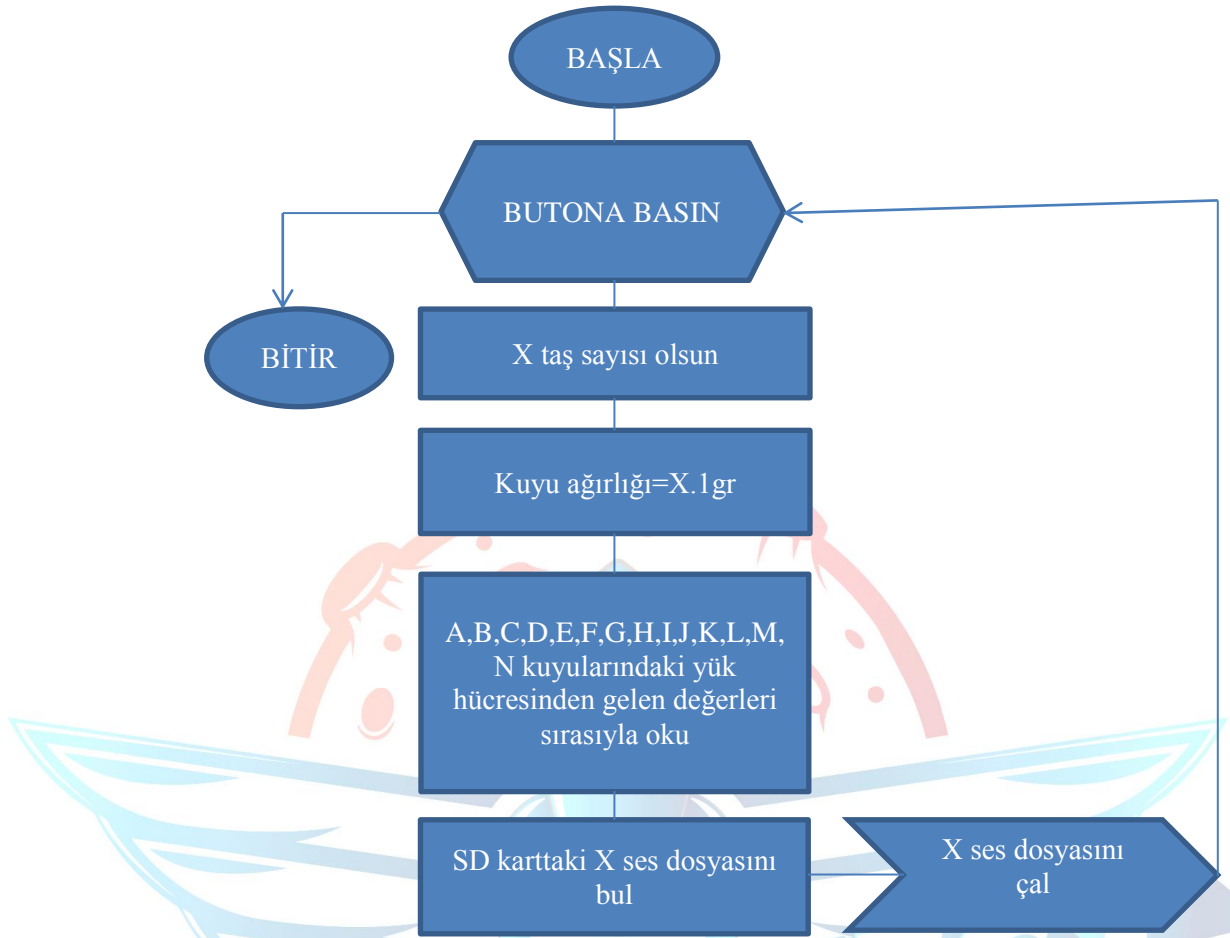 BAŞLA
BUTONA BASIN
BİTİR
X taş sayısı olsun
Kuyu ağırlığı=X.1gr
A,B,C,D,E,F,G,H,I,J,K,L,M,
N kuyularındaki yük
hücresinden gelen değerleri
sırasıyla oku
SD karttaki X ses dosyasını
bul
X ses dosyasını
çal